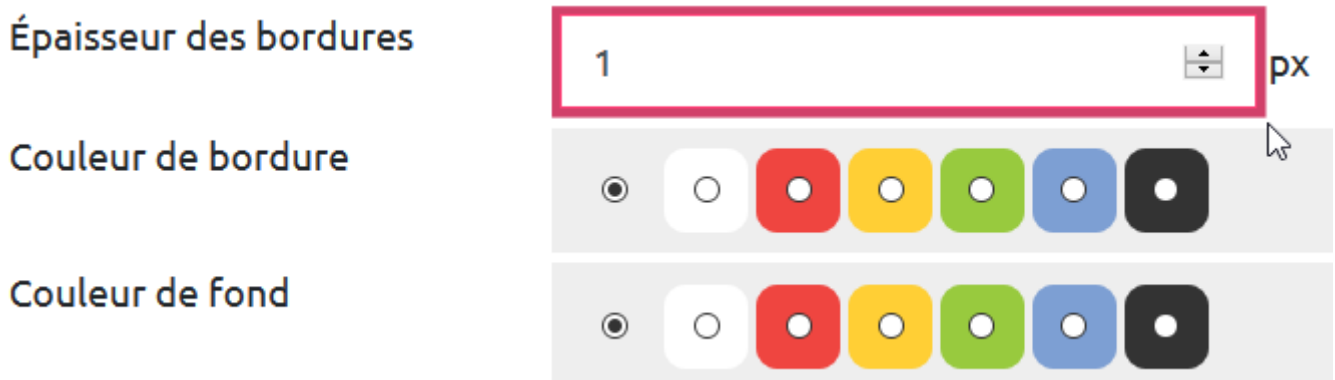 Épaisseur des bordures
1 px
Couleur de bordure
Couleur de fond